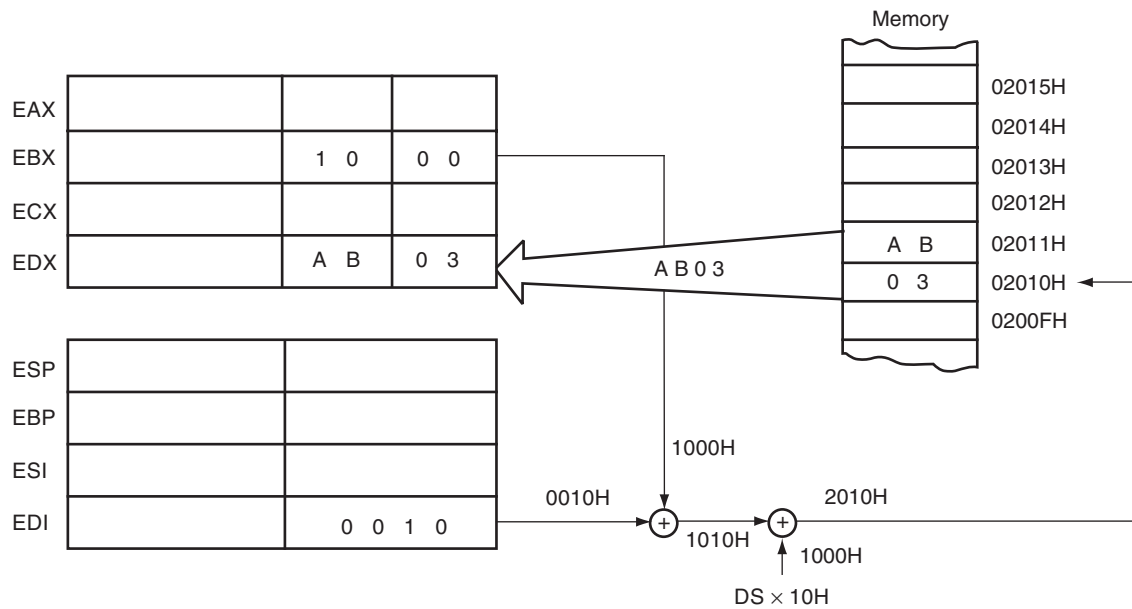 Memory
02015H
EAX
02014H
EBX 1 0 0 0
02013H
ECX
02012H
EDX A B 0 3
A B 0 3
A B 02011H
0 3 02010H
0200FH
ESP
EBP
ESI
1000H
EDI 0 0 1 0
0010H
+
1010H
+
2010H
1000H
DS × 10H